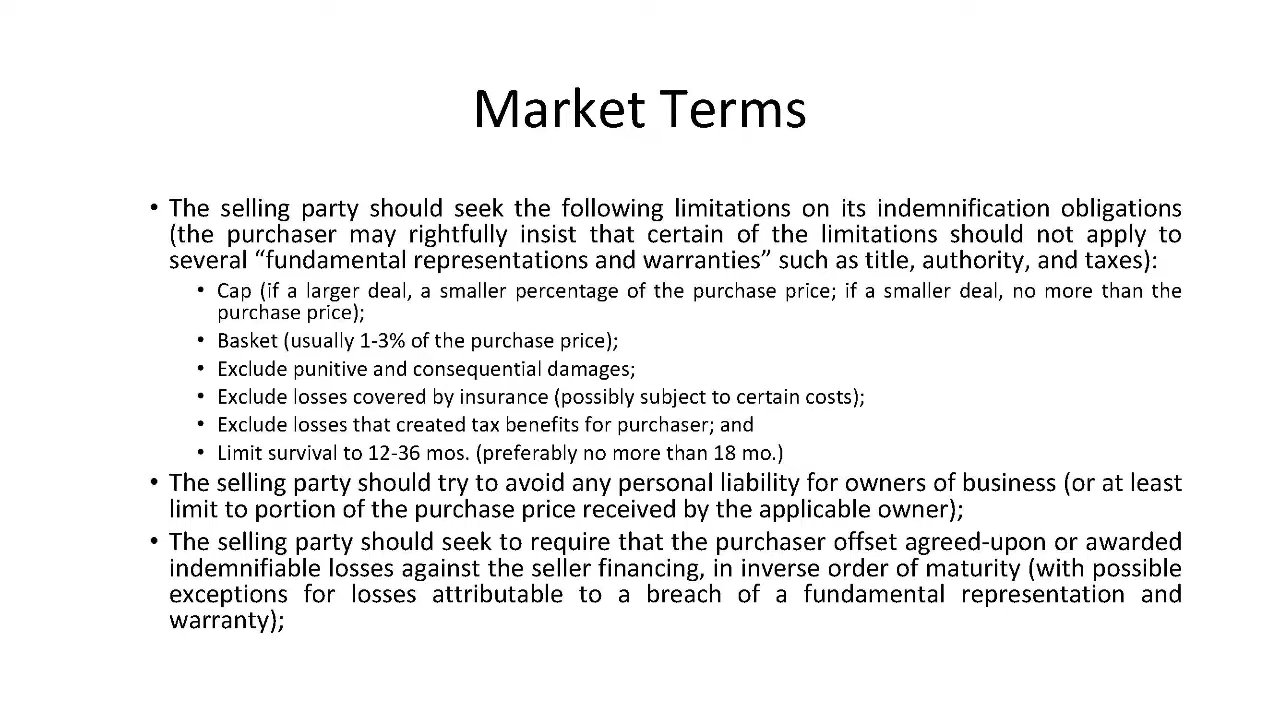 Market Terms
• The selling party should seek the following limitations on its indemnification obligations
(the purchaser may rightfully insist that certain of the limitations should not apply to
several “fundamental representations and warranties” such as title, authority, and taxes):
• Cap (if a larger deal, a smaller percentage of the purchase price; if a smaller deal, no more than the
purchase price);
• Basket (usually 1-3% of the purchase price);
• Exclude punitive and consequential damages;
• Exclude losses covered by insurance (possibly subject to certain costs);
• Exclude losses that created tax benefits for purchaser; and
• Limit survival to 12-36 mos. (preferably no more than 18 mo.)
• The selling party should try to avoid any personal liability for owners of business (or at least
limit to portion of the purchase price received by the applicable owner);
• The selling party should seek to require that the purchaser offset agreed-upon or awarded
indemnifiable losses against the seller financing, in inverse order of maturity (with possible
exceptions for losses attributable to a breach of a fundamental representation and
warranty);